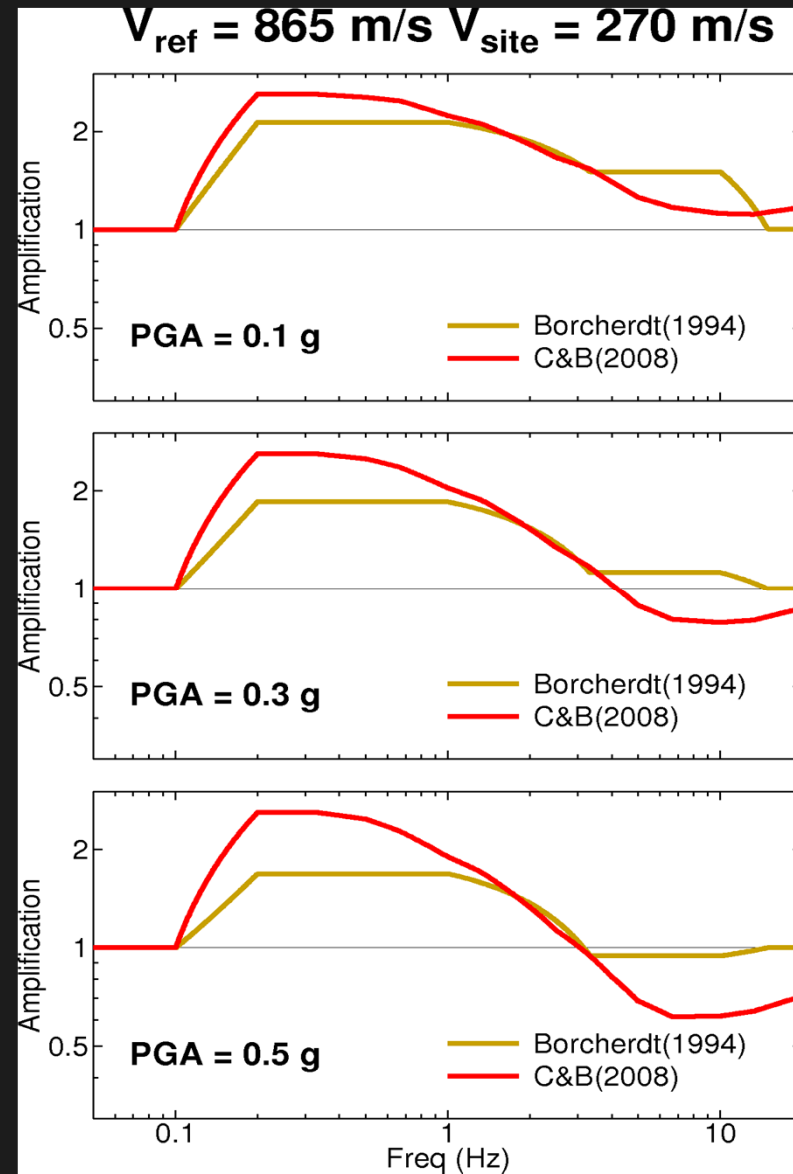 V_ref = 865 m/s V_site = 270 m/s
2
1
0.5
Amplification
PGA = 0.1 g
Borcherdt(1994)
C&B(2008)
2
1
0.5
Amplification
PGA = 0.3 g
Borcherdt(1994)
C&B(2008)
2
1
0.5
Amplification
PGA = 0.5 g
Borcherdt(1994)
C&B(2008)
0.1 1 10
Freq (Hz)